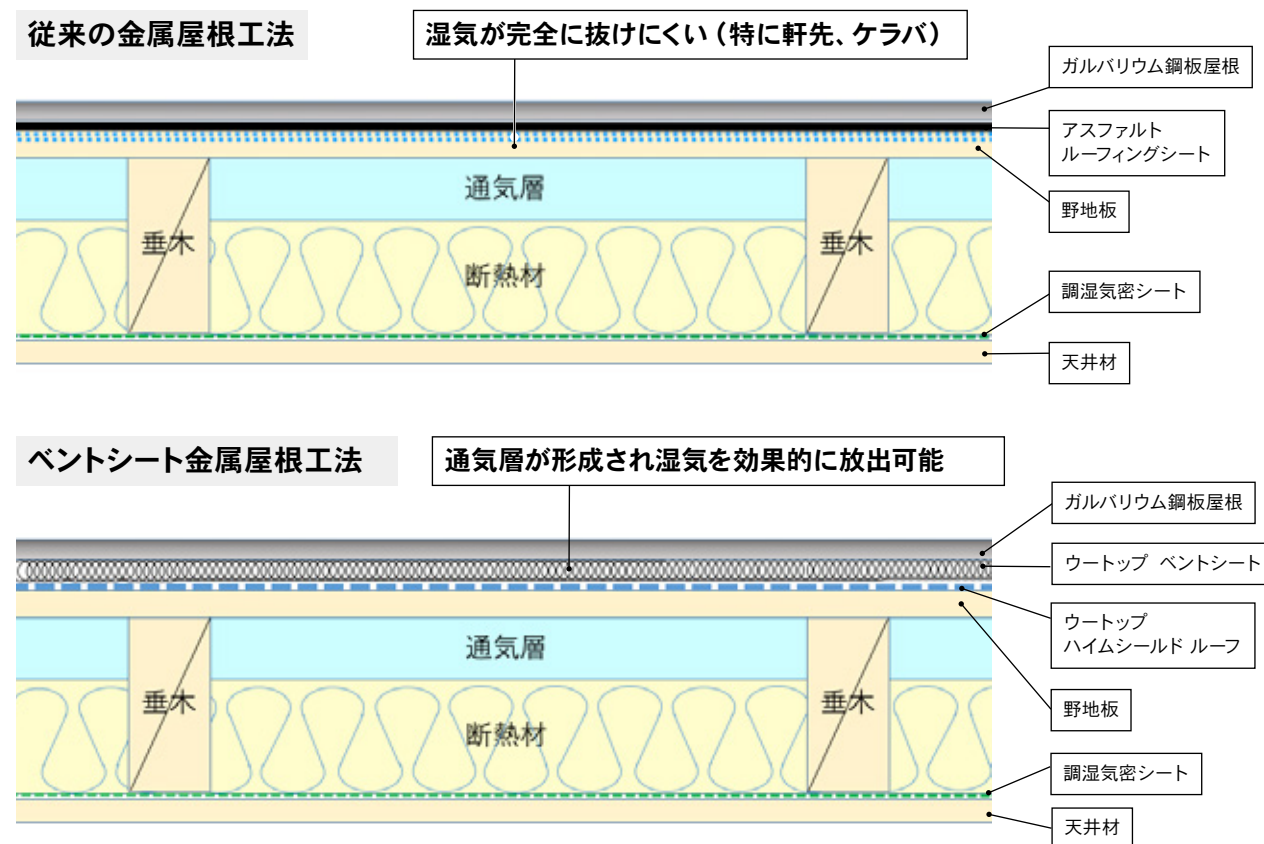 従来の金属屋根工法
湿気が完全に抜けにくい（特に軒先、ケラバ）
ガルバリウム鋼板屋根
アスファルト
ルーフィングシート
野地板
通気層
垂木
垂木
断熱材
調湿気密シート
天井材
ベントシート金属屋根工法
通気層が形成され湿気を効果的に放出可能
ガルバリウム鋼板屋根
ウートップ ベントシート
ウートップ
ハイムシールド ルーフ
野地板
通気層
垂木
垂木
断熱材
調湿気密シート
天井材